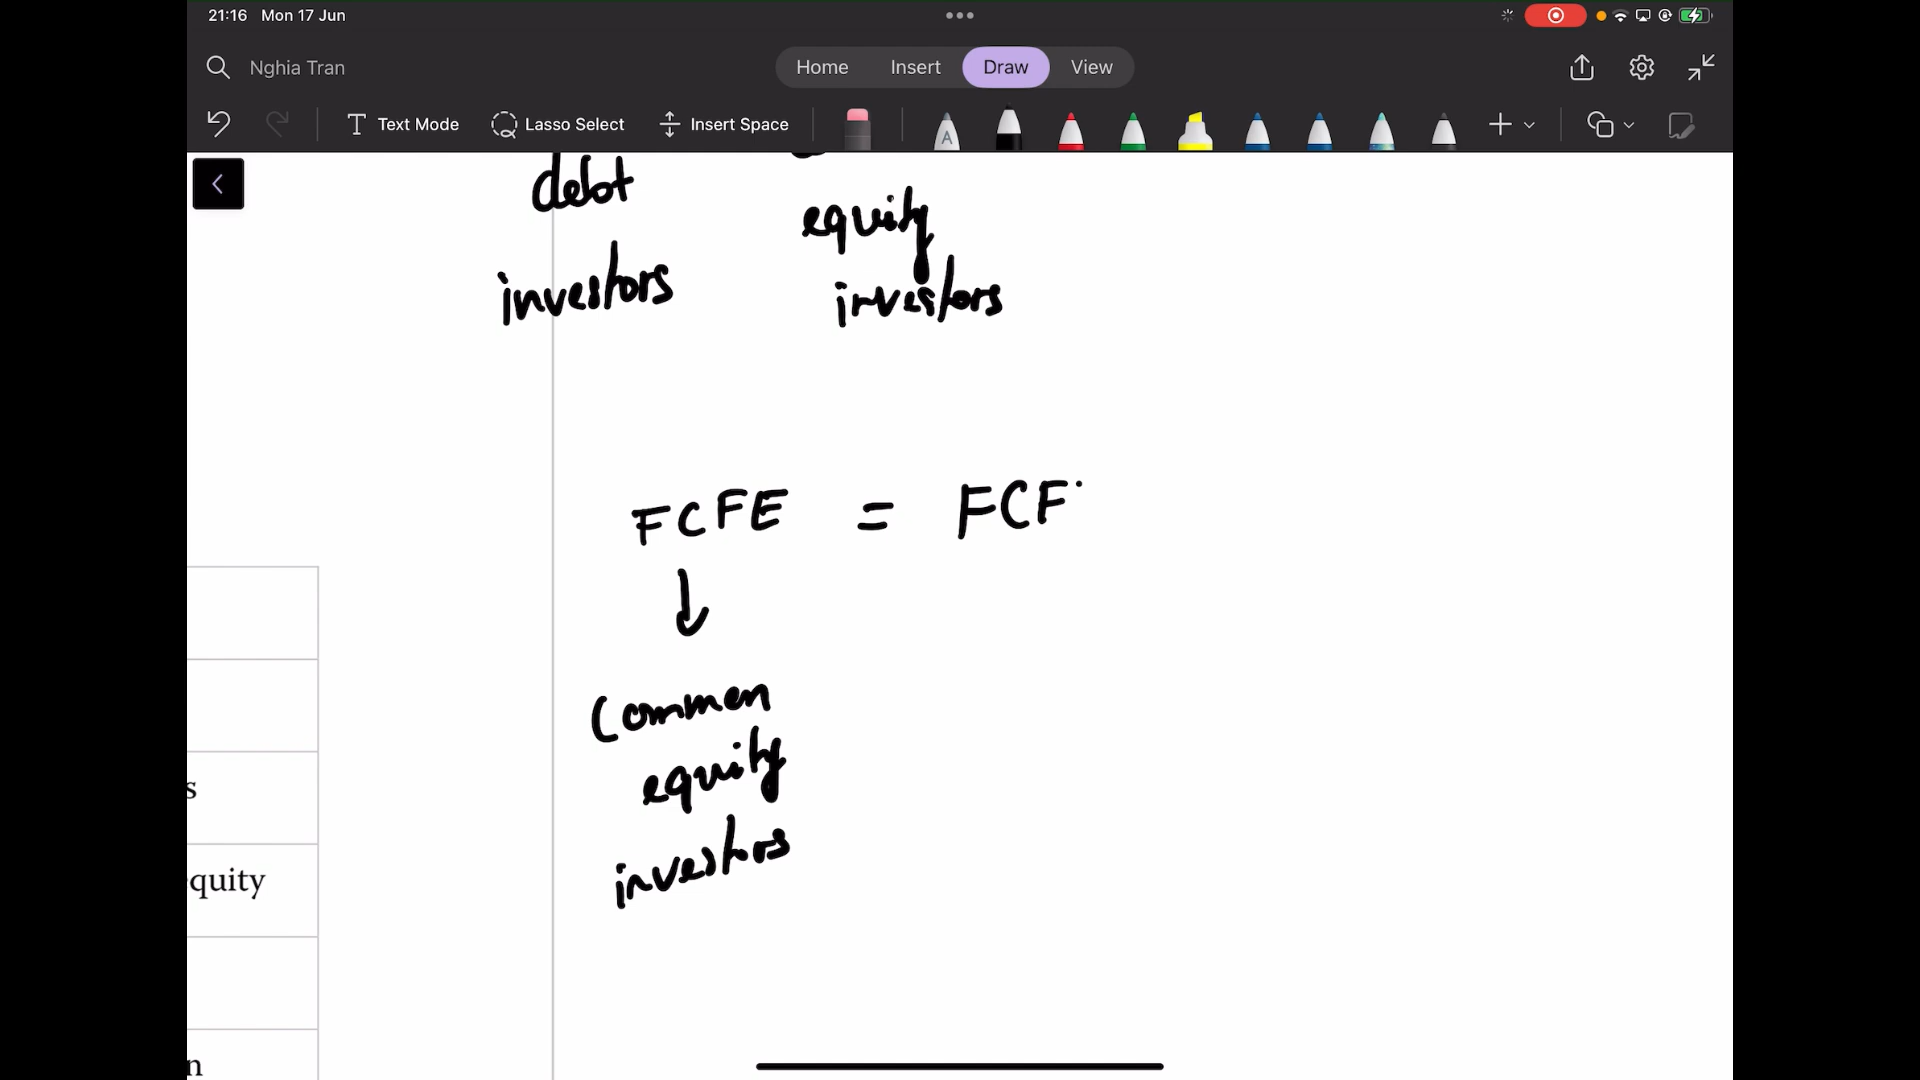 21:16 Mon 17 Jun
Nghia Tran
Home Insert Draw View
T Text Mode Lasso Select Insert Space A
debt
equity
investors
investors
FCFE = FCF
Common
equity
investors
s
quity
n